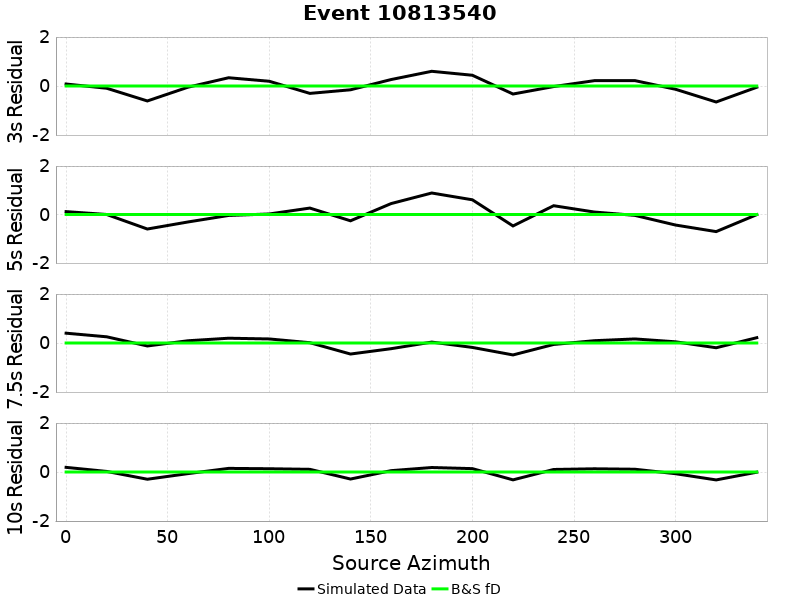 Event 10813540
3s Residual
2
0
-2
5s Residual
2
0
-2
7.5s Residual
2
0
-2
10s Residual
2
0
-2
0 50 100 150 200 250 300
Source Azimuth
Simulated Data B&S fD